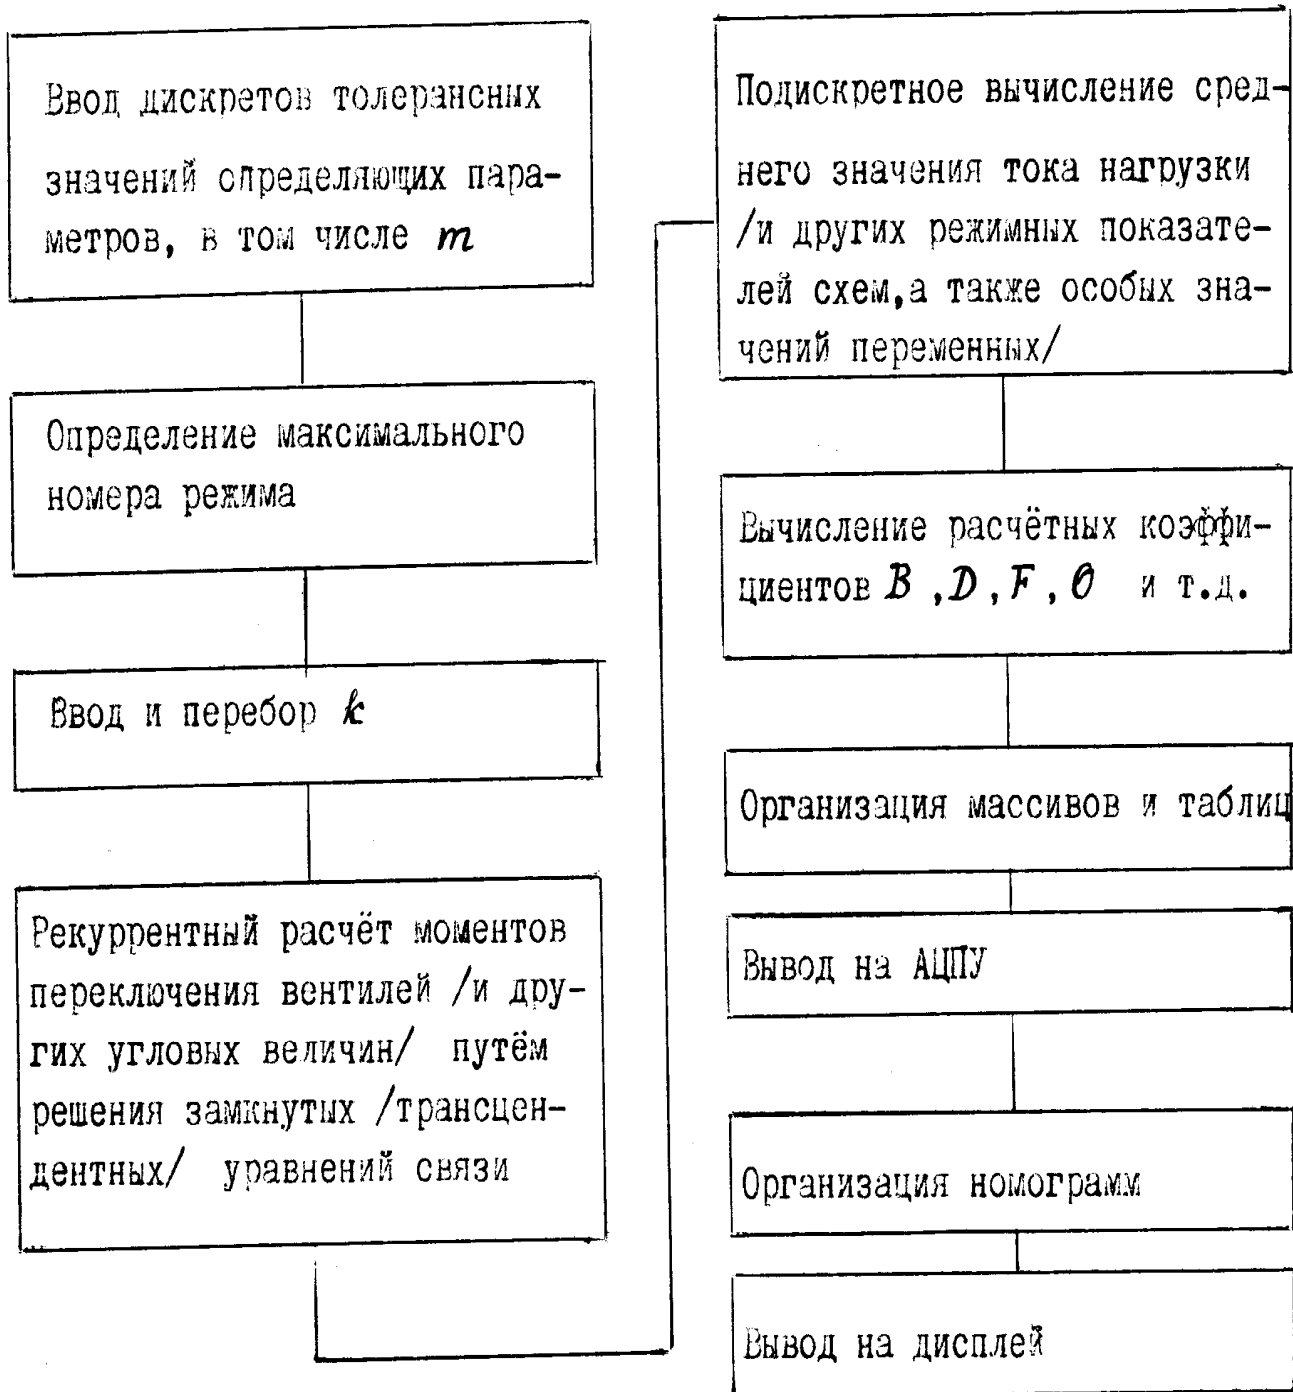 Ввод дискретов толерансных
значений определяющих пара-
метров, в том числе m
Определение максимального
номера режима
Ввод и перебор k
Рекуррентный расчёт моментов
переключения вентилей /и дру-
гих угловых величин/ путём
решения замкнутых /трансцен-
дентных/ уравнений связи
Подискретное вычисление сред-
него значения тока нагрузки
/и других режимных показате-
лей схем, а также особых зна-
чений переменных/
Вычисление расчётных коэффи-
циентов B, D, F, O и т.д.
Организация массивов и таблиц
Вывод на АЦПУ
Организация номограмм
Вывод на дисплей